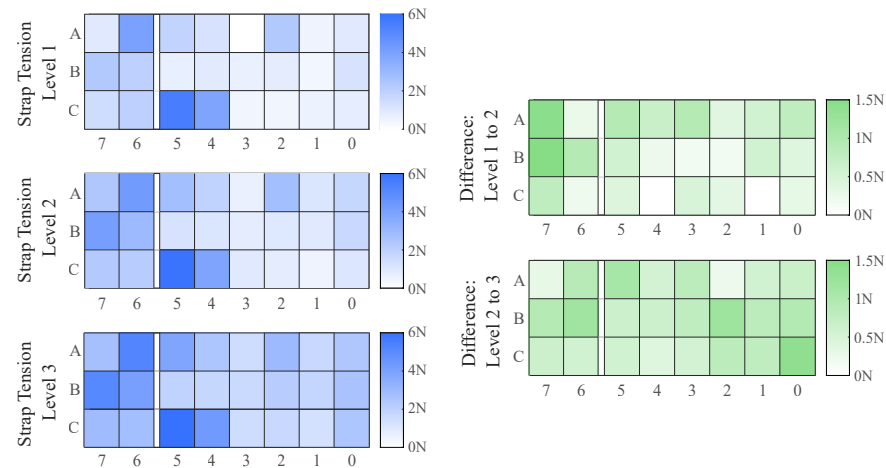 Strap Tension
Level 1
A
B
C
7 6 5 4 3 2 1 0
6N
4N
2N
0N
Strap Tension
Level 2
A
B
C
7 6 5 4 3 2 1 0
6N
4N
2N
0N
Strap Tension
Level 3
A
B
C
7 6 5 4 3 2 1 0
6N
4N
2N
0N
Difference:
Level 1 to 2
A
B
C
7 6 5 4 3 2 1 0
1.5N
1N
0.5N
0N
Difference:
Level 2 to 3
A
B
C
7 6 5 4 3 2 1 0
1.5N
1N
0.5N
0N